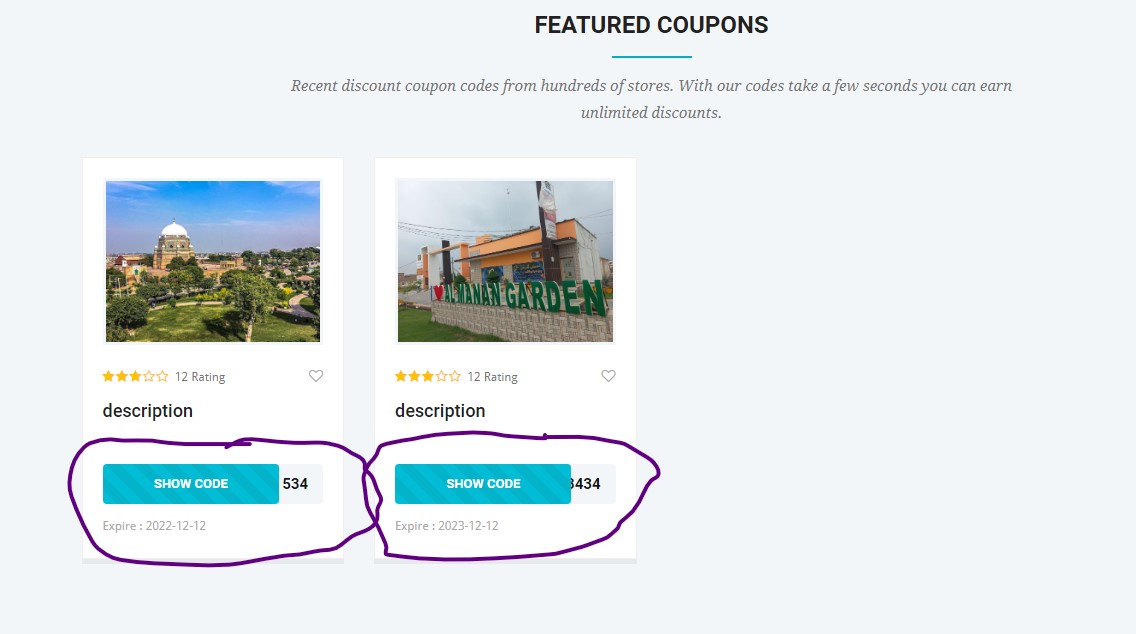 FEATURED COUPONS
Recent discount coupon codes from hundreds of stores. With our codes take a few seconds you can earn
unlimited discounts.
I ❤ AL MANAN GARDEN
12 Rating
12 Rating
description
description
SHOW CODE 534
SHOW CODE 3434
Expire : 2022-12-12
Expire : 2023-12-12